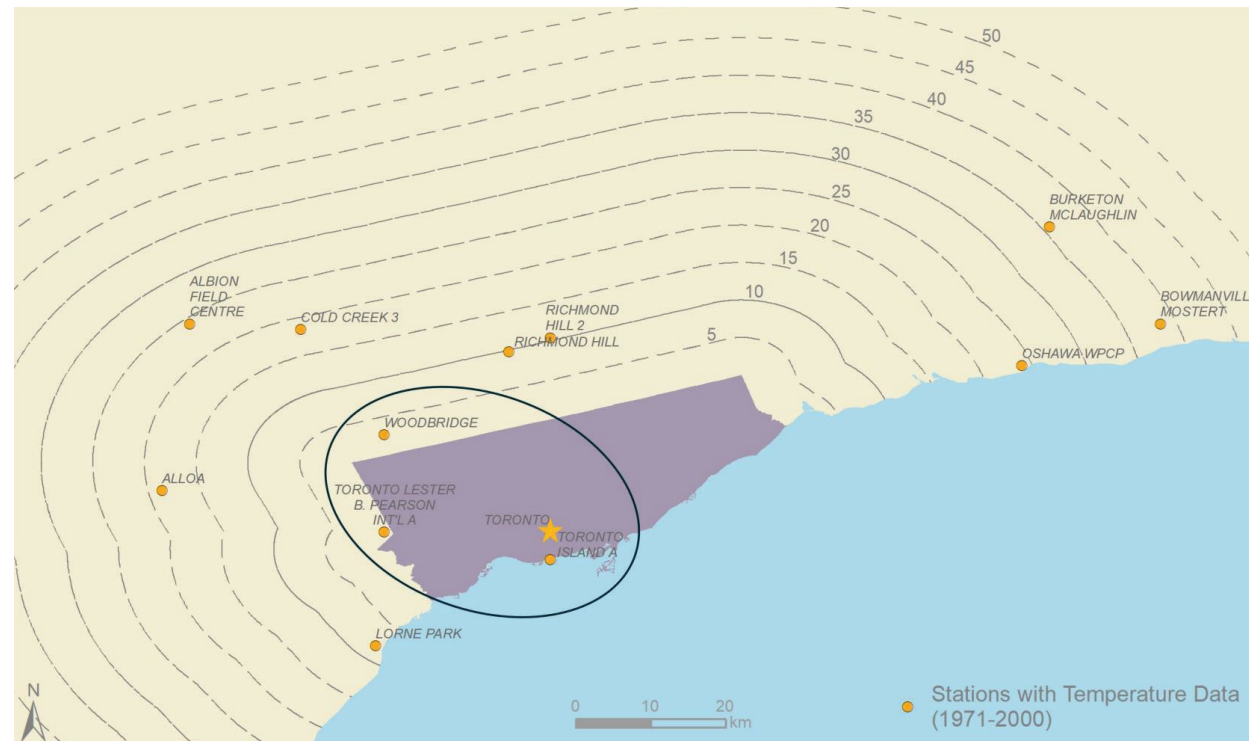 50
45
40
35
30
25
20
15
10
5
BURKETON
MCLAUGHLIN
ALBION
FIELD
CENTRE
COLD CREEK 3
RICHMOND
HILL 2
RICHMOND HILL
BOWMANVILL
MOSTERT
OSHAWA WPCP
WOODBRIDGE
ALLOA
TORONTO LESTER
B. PEARSON
INT'L A
TORONTO
TORONTO
ISLAND A
LORNE PARK
N
0 10 20
km
Stations with Temperature Data
(1971-2000)